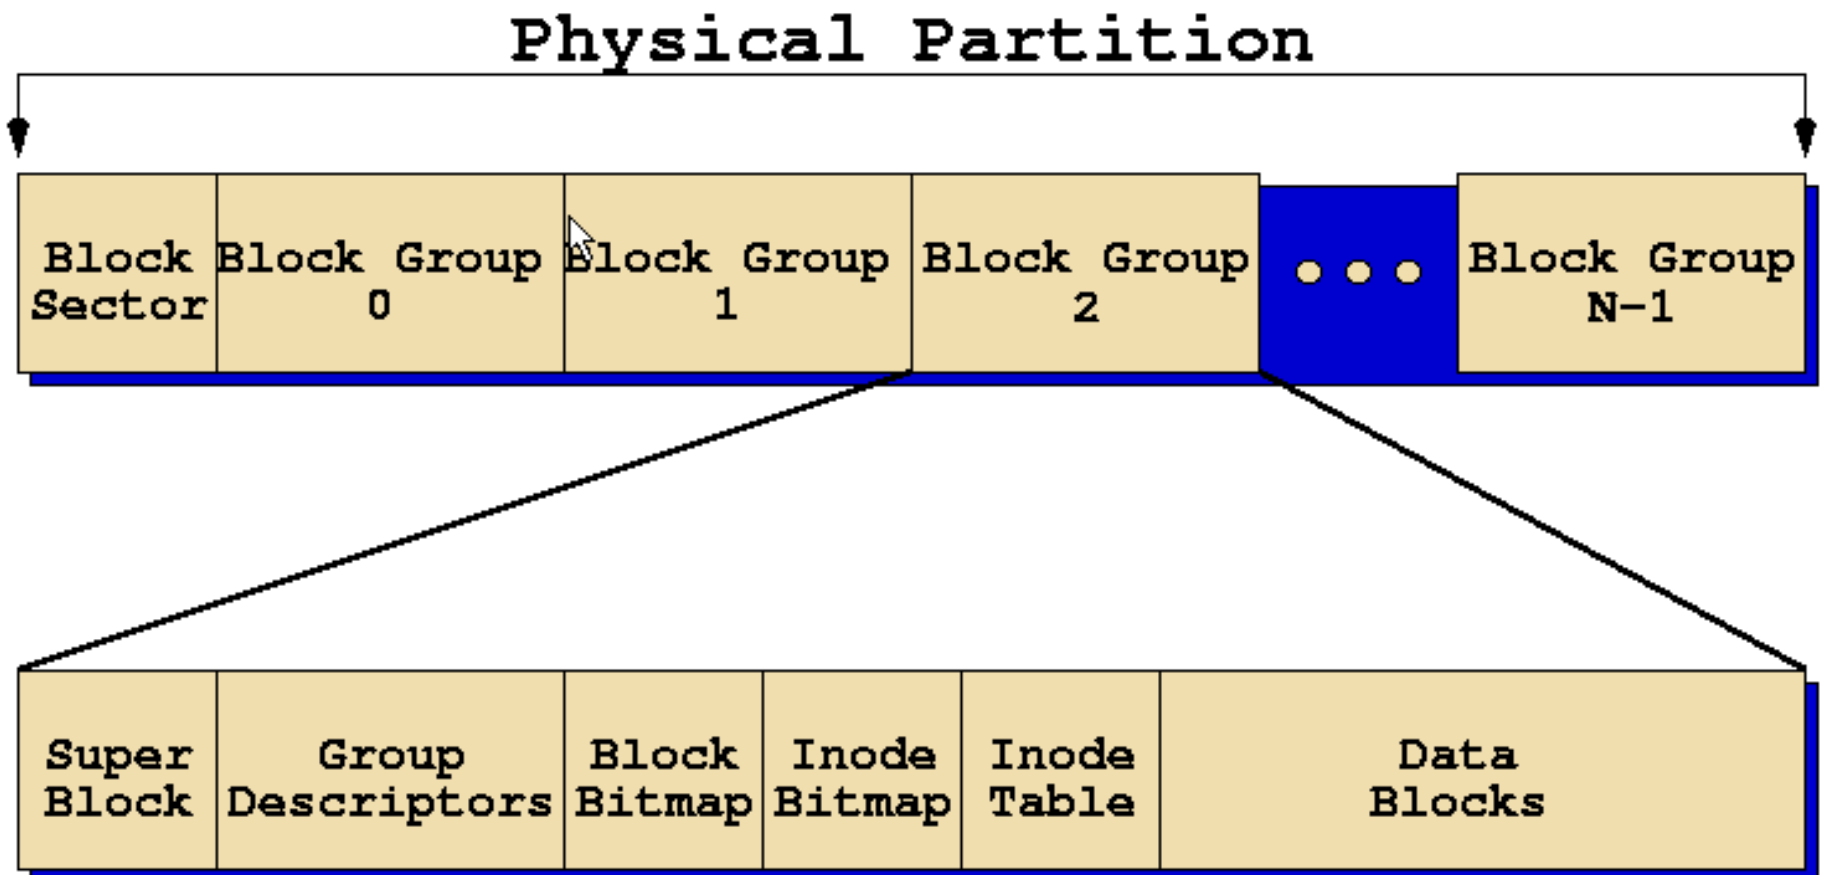 Physical Partition
Block Sector
Block Group 0
Block Group 1
Block Group 2
Block Group N-1
Super Block
Group Descriptors
Block Bitmap
Inode Bitmap
Inode Table
Data Blocks